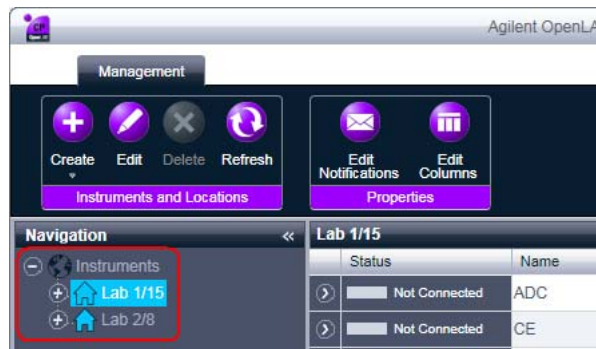 CP
Agilent OpenLA
Management
Create Edit Delete Refresh
Instruments and Locations
Edit Notifications
Edit Columns
Properties
Navigation «
Instruments
Lab 1/15
Lab 2/8
Lab 1/15
Status Name
Not Connected ADC
Not Connected CE